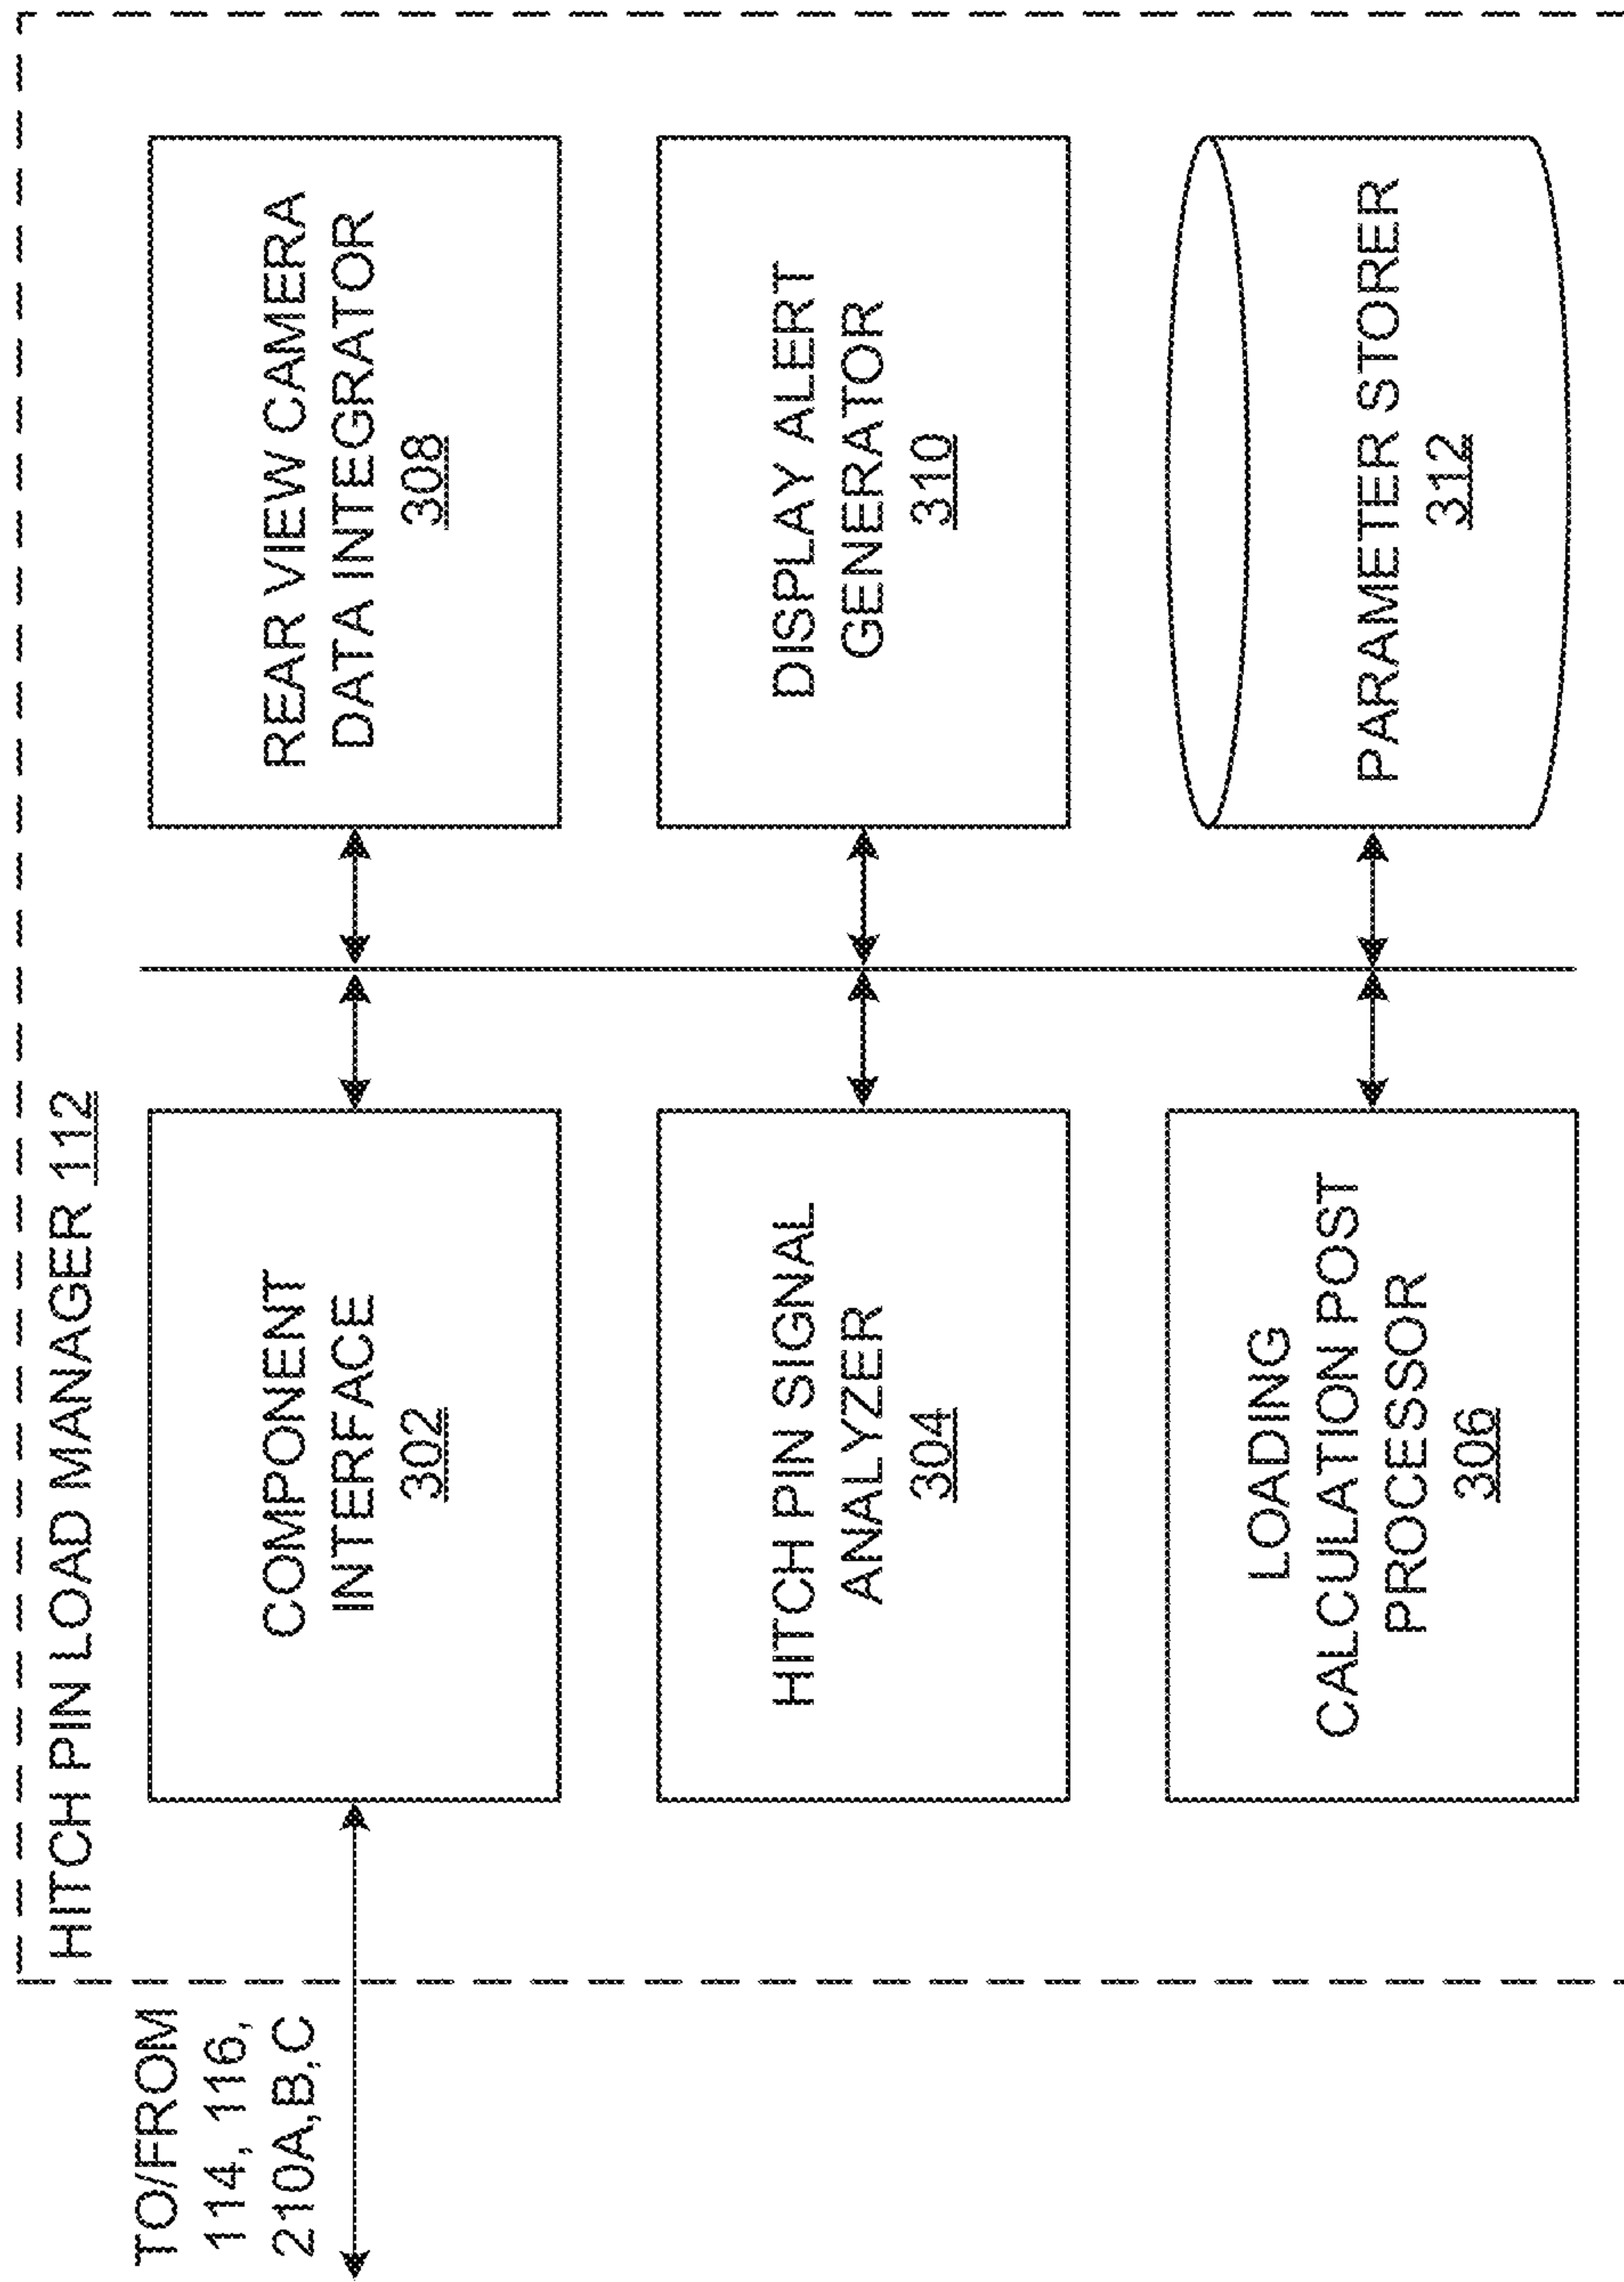 HITCH PIN LOAD MANAGER 112
TO/FROM
114, 116,
210A,B,C
COMPONENT
INTERFACE
302
HITCH PIN SIGNAL
ANALYZER
304
LOADING
CALCULATION POST
PROCESSOR
306
REAR VIEW CAMERA
DATA INTEGRATOR
308
DISPLAY ALERT
GENERATOR
310
PARAMETER STORER
312